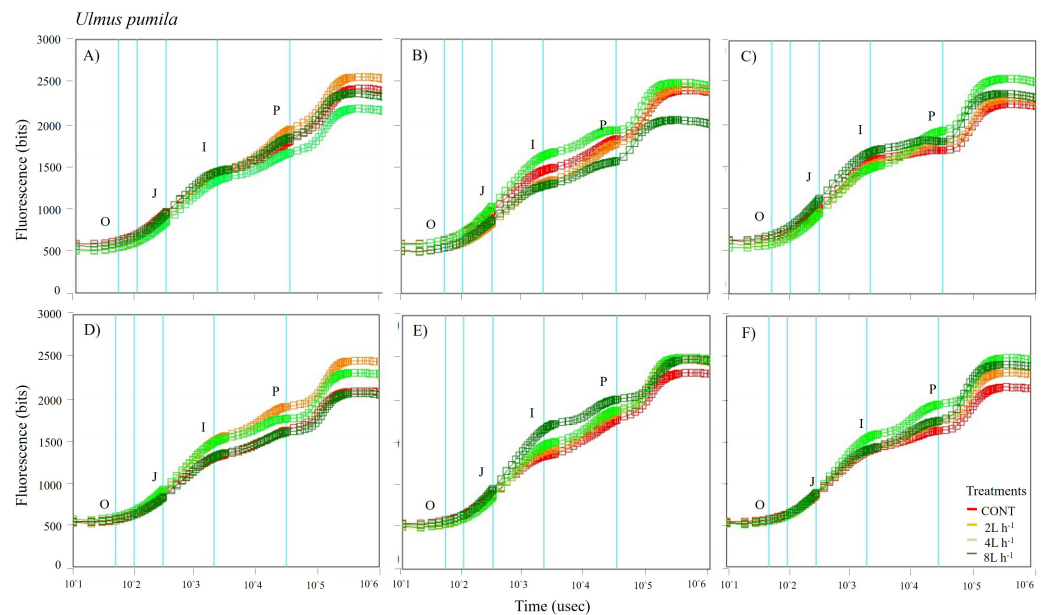 Ulmus pumila
3000
2500
2000
1500
1000
500
0
Fluorescence (bits)
A)
O
J
I
P
B)
O
J
I
P
C)
O
J
I
P
3000
2500
2000
1500
1000
500
0
Fluorescence (bits)
D)
O
J
I
P
E)
O
J
I
P
F)
O
J
I
P
Treatments
CONT
2L h-1
4L h-1
8L h-1
10^1 10^2 10^3 10^4 10^5 10^6
10^1 10^2 10^3 10^4 10^5 10^6
10^1 10^2 10^3 10^4 10^5 10^6
Time (usec)